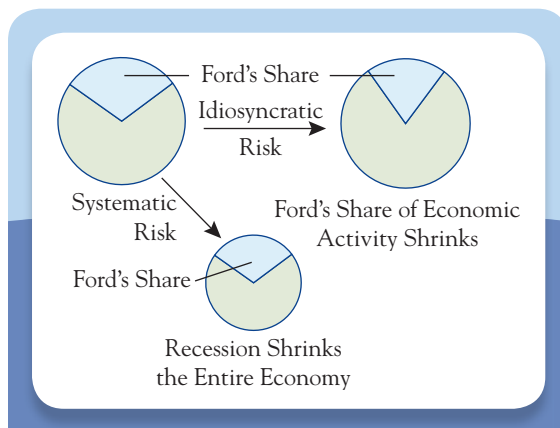 Ford's Share
Idiosyncratic
Risk
Systematic
Risk
Ford's Share of Economic
Activity Shrinks
Ford's Share
Recession Shrinks
the Entire Economy